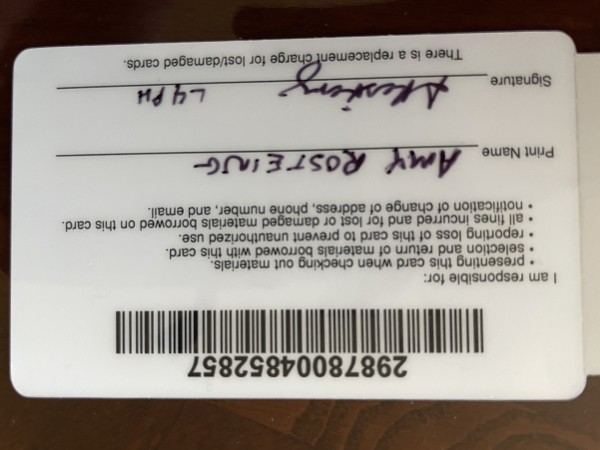 29878004852857
I am responsible for:
• presenting this card when checking out materials.
• selection and return of materials borrowed with this card.
• reporting loss of this card to prevent unauthorized use.
• all fines incurred and for lost or damaged materials borrowed on this card.
• notification of change of address, phone number, and email.
Print Name AMY ROSTEING
Signature L4PH
There is a replacement charge for lost/damaged cards.